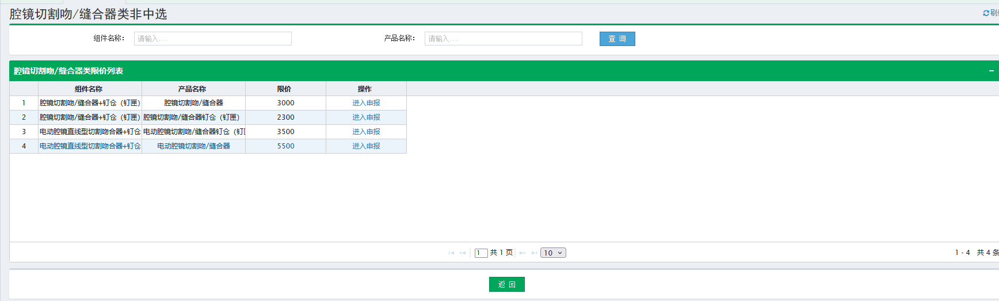 腔镜切割吻/缝合器类非中选
刷
组件名称： 请输入... 产品名称： 请输入... 查 询
腔镜切割吻/缝合器类限价列表
组件名称 产品名称 限价 操作
1 腔镜切割吻/缝合器+钉仓（钉匣） 腔镜切割吻/缝合器 3000 进入申报
2 腔镜切割吻/缝合器+钉仓（钉匣） 腔镜切割吻/缝合器钉仓（钉匣） 2300 进入申报
3 电动腔镜直线型切割吻合器+钉仓 电动腔镜切割吻/缝合器钉仓（钉 3500 进入申报
4 电动腔镜直线型切割吻合器+钉仓 电动腔镜切割吻/缝合器 5500 进入申报
1 共 1 页 10 1 - 4 共 4 条
返 回